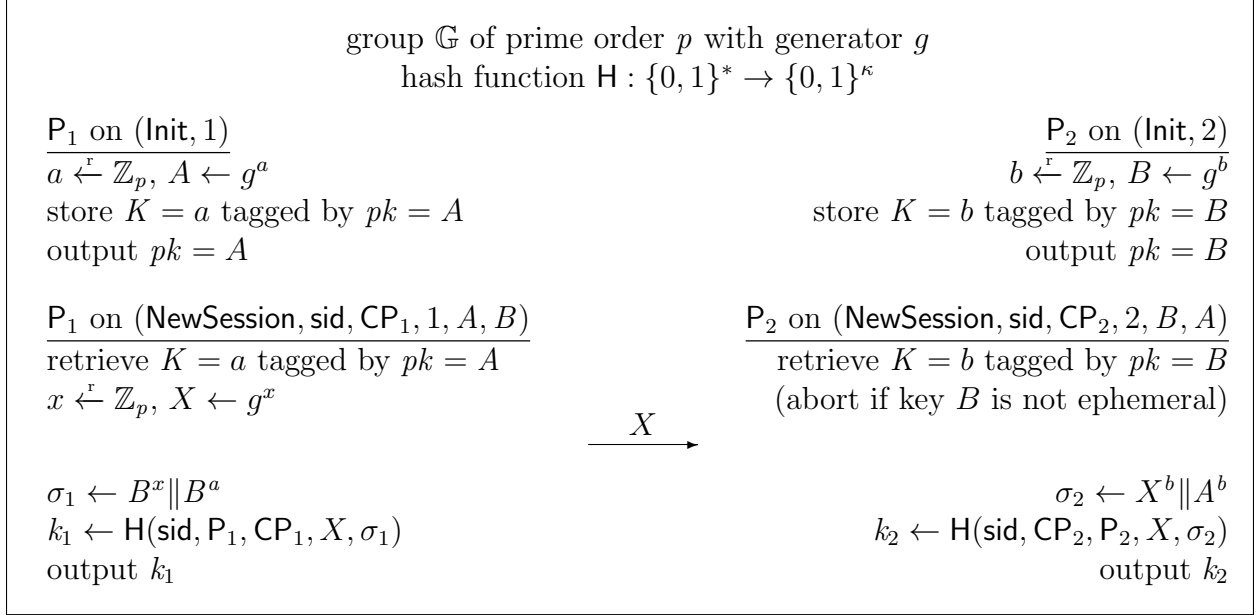 group 𝔾 of prime order p with generator g
hash function H : {0, 1}* → {0, 1}^κ
P₁ on (Init, 1)
a ←ʳ ℤ_p, A ← g^a
store K = a tagged by pk = A
output pk = A
P₂ on (Init, 2)
b ←ʳ ℤ_p, B ← g^b
store K = b tagged by pk = B
output pk = B
P₁ on (NewSession, sid, CP₁, 1, A, B)
retrieve K = a tagged by pk = A
x ←ʳ ℤ_p, X ← g^x
P₂ on (NewSession, sid, CP₂, 2, B, A)
retrieve K = b tagged by pk = B
(abort if key B is not ephemeral)
X
σ₁ ← B^x‖B^a
k₁ ← H(sid, P₁, CP₁, X, σ₁)
output k₁
σ₂ ← X^b‖A^b
k₂ ← H(sid, CP₂, P₂, X, σ₂)
output k₂